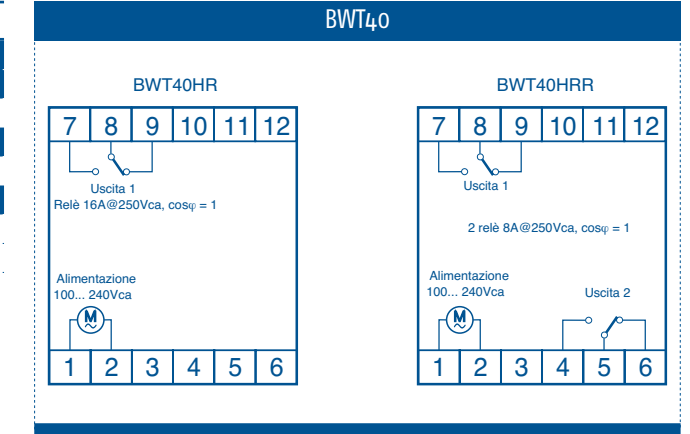 BWT40
BWT40HR
7 8 9 10 11 12
Uscita 1
Relè 16A@250Vca, cosφ = 1
Alimentazione
100... 240Vca
M
~
1 2 3 4 5 6
BWT40HRR
7 8 9 10 11 12
Uscita 1
2 relè 8A@250Vca, cosφ = 1
Alimentazione
100... 240Vca
Uscita 2
M
~
1 2 3 4 5 6